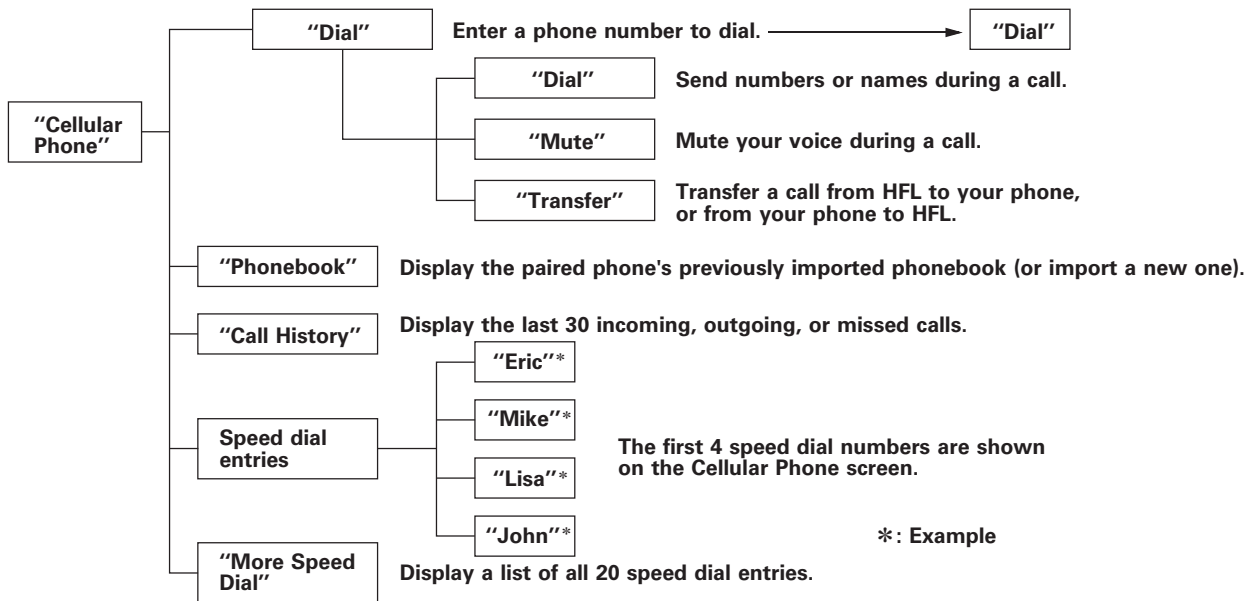 "Dial"
Enter a phone number to dial.
"Dial"
"Dial"
Send numbers or names during a call.
"Cellular
Phone"
"Mute"
Mute your voice during a call.
"Transfer"
Transfer a call from HFL to your phone,
or from your phone to HFL.
"Phonebook"
Display the paired phone's previously imported phonebook (or import a new one).
"Call History"
Display the last 30 incoming, outgoing, or missed calls.
"Eric"*
"Mike"*
Speed dial
entries
The first 4 speed dial numbers are shown
on the Cellular Phone screen.
"Lisa"*
"John"*
*: Example
"More Speed
Dial"
Display a list of all 20 speed dial entries.